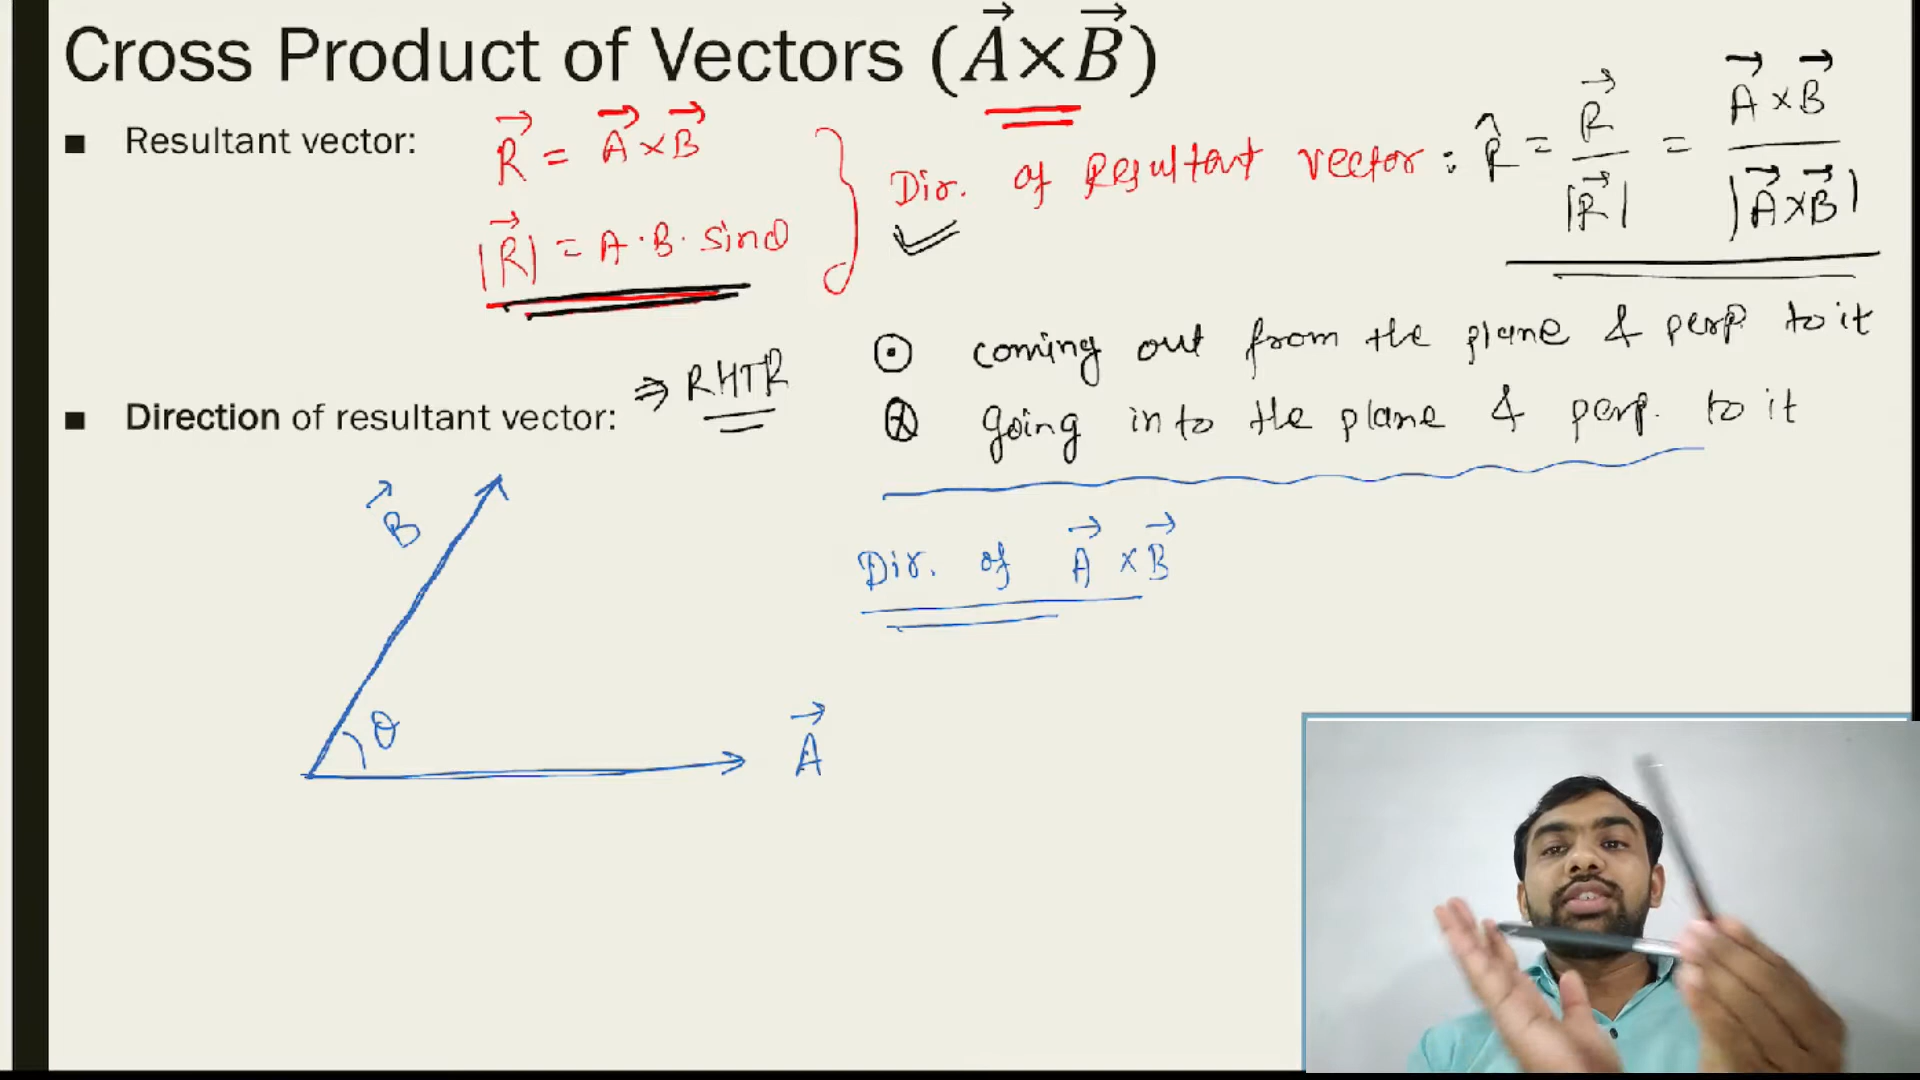 Cross Product of Vectors (A⃗×B⃗)
■ Resultant vector: R⃗ = A⃗×B⃗
|R⃗| = A·B·sinθ
Dir. of Resultant vector : R̂ = R⃗/|R⃗| = A⃗×B⃗/|A⃗×B⃗|
⊙ coming out from the plane & perp. to it
⊗ going into the plane & perp. to it
■ Direction of resultant vector: ⇒ RHTR
Dir. of A⃗×B⃗
B⃗
θ
A⃗